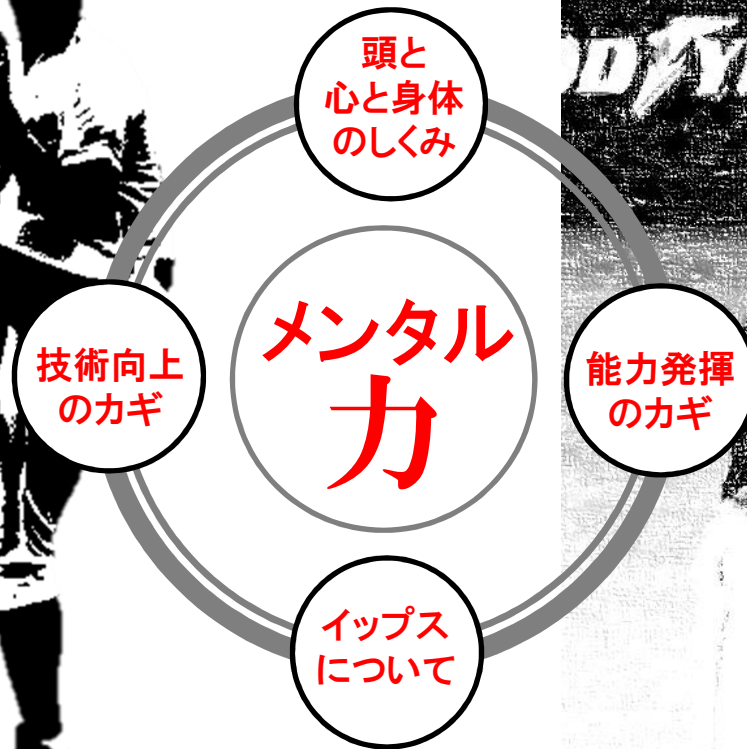 頭と
心と身体
のしくみ
メンタル
力
技術向上
のカギ
能力発揮
のカギ
イップス
について